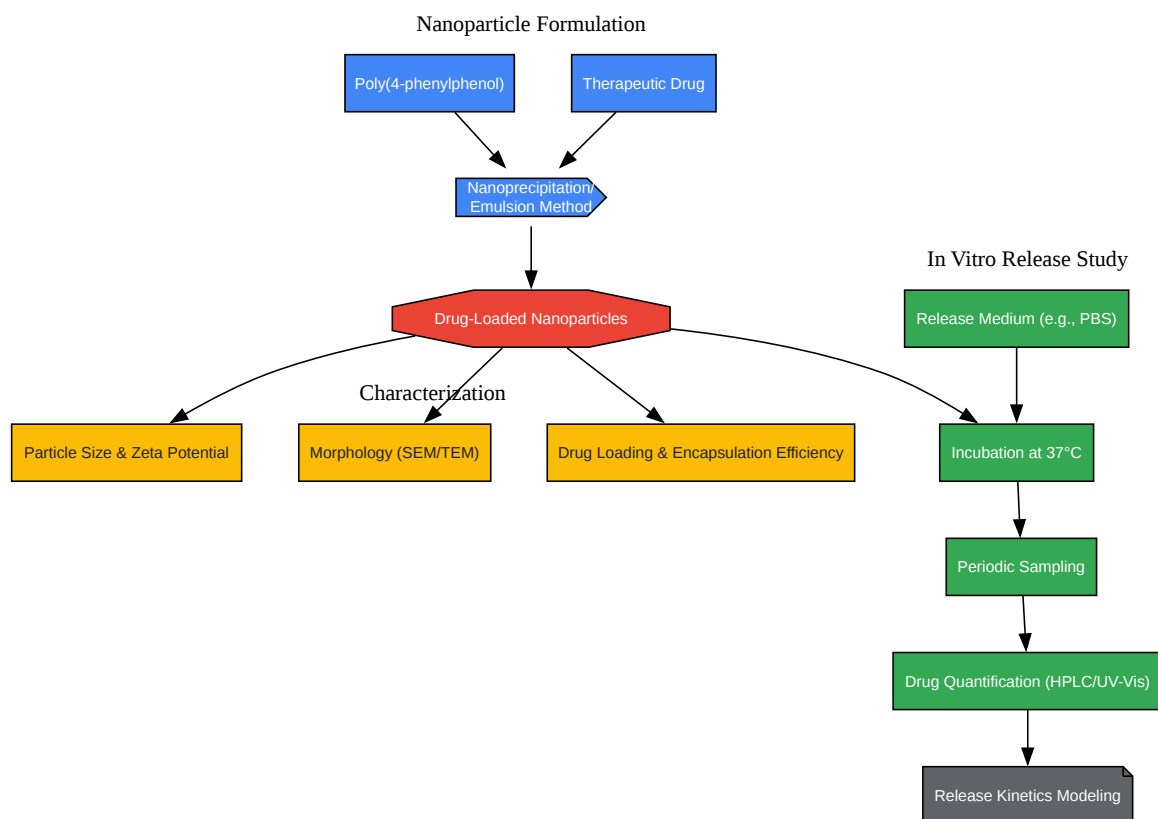 Nanoparticle Formulation
Poly(4-phenylphenol)
Therapeutic Drug
Nanoprecipitation/
Emulsion Method
In Vitro Release Study
Release Medium (e.g., PBS)
Drug-Loaded Nanoparticles
Characterization
Particle Size & Zeta Potential
Morphology (SEM/TEM)
Drug Loading & Encapsulation Efficiency
Incubation at 37°C
Periodic Sampling
Drug Quantification (HPLC/UV-Vis)
Release Kinetics Modeling